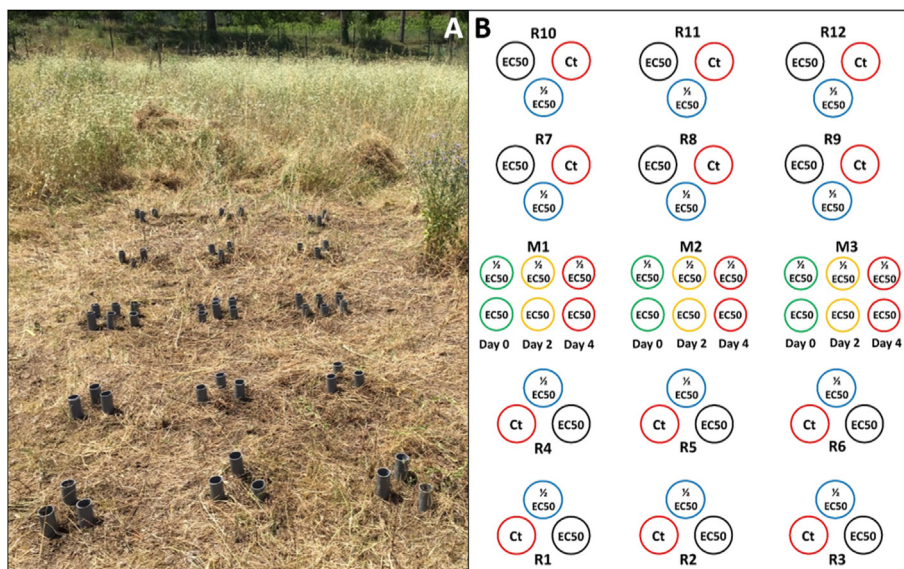 A B
R10 R11 R12
EC50 Ct EC50 Ct EC50 Ct
½ ½ ½
EC50 EC50 EC50
R7 R8 R9
EC50 Ct EC50 Ct EC50 Ct
½ ½ ½
EC50 EC50 EC50
M1 M2 M3
½ ½ ½ ½ ½ ½ ½ ½ ½
EC50 EC50 EC50 EC50 EC50 EC50 EC50 EC50 EC50
EC50 EC50 EC50 EC50 EC50 EC50 EC50 EC50 EC50
Day 0 Day 2 Day 4 Day 0 Day 2 Day 4 Day 0 Day 2 Day 4
½ ½ ½
EC50 EC50 EC50
Ct EC50 Ct EC50 Ct EC50
R4 R5 R6
½ ½ ½
EC50 EC50 EC50
Ct EC50 Ct EC50 Ct EC50
R1 R2 R3